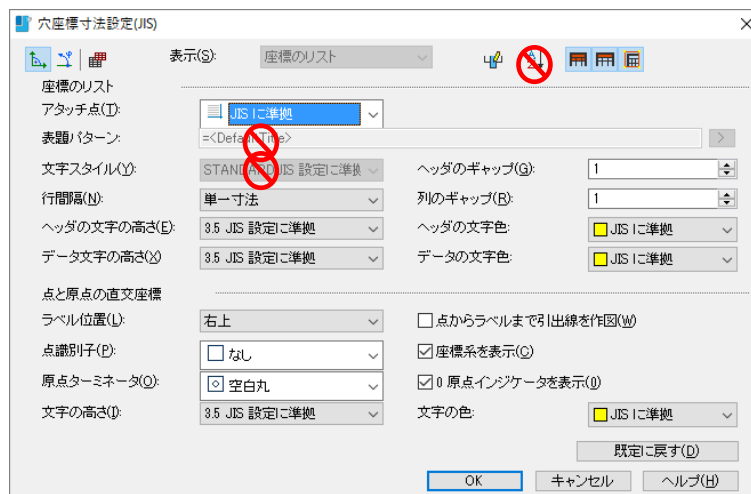 穴座標寸法設定(JIS)
表示(S): 座標のリスト
座標のリスト
アタッチ点(T): JIS に準拠
表題パターン: =<Default Title> >
文字スタイル(Y): STANDARD JIS 設定に準拠 ヘッダのギャップ(G): 1
行間隔(N): 単一寸法 列のギャップ(R): 1
ヘッダの文字の高さ(E): 3.5 JIS 設定に準拠 ヘッダの文字色: JIS に準拠
データ文字の高さ(X) 3.5 JIS 設定に準拠 データの文字色: JIS に準拠
点と原点の直交座標
ラベル位置(L): 右上 点からラベルまで引出線を作図(W)
点識別子(P): なし 座標系を表示(C)
原点ターミネータ(O): 空白丸 0 原点インジケータを表示(0)
文字の高さ(I): 3.5 JIS 設定に準拠 文字の色: JIS に準拠
既定に戻す(D)
OK キャンセル ヘルプ(H)